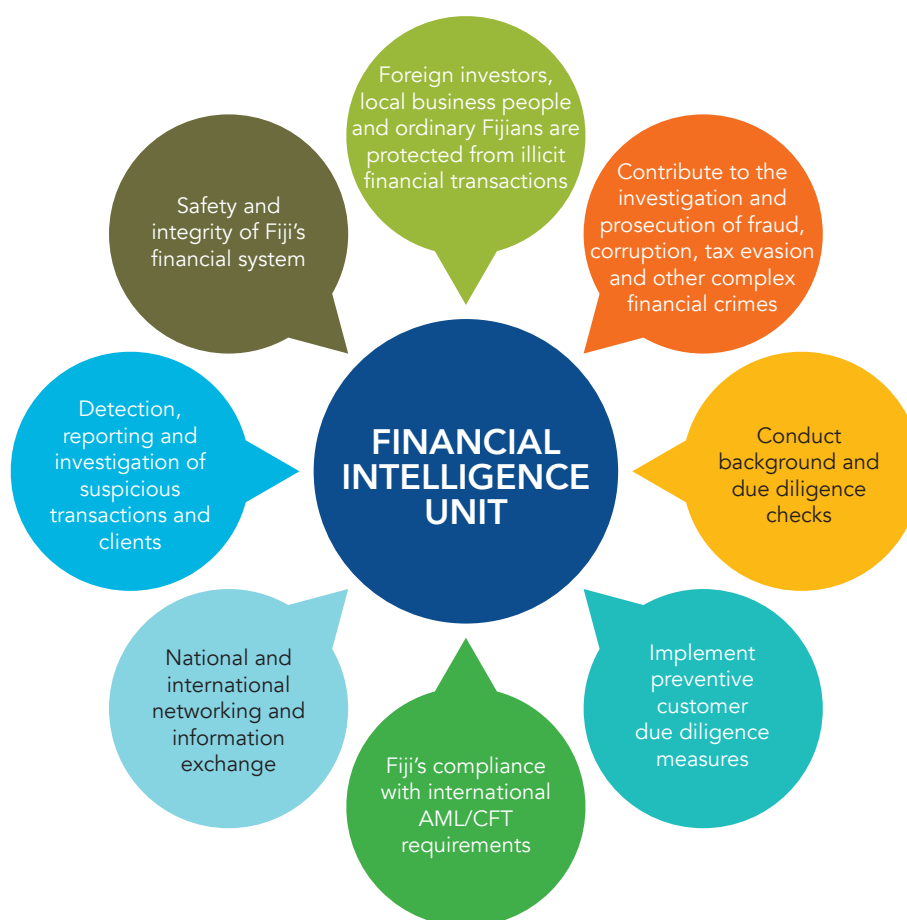 Foreign investors,
local business people
and ordinary Fijians are
protected from illicit
financial transactions
Contribute to the
investigation and
prosecution of fraud,
corruption, tax evasion
and other complex
financial crimes
Conduct
background and
due diligence
checks
Implement
preventive
customer
due diligence
measures
Fiji’s compliance
with international
AML/CFT
requirements
National and
international
networking and
information
exchange
Detection,
reporting and
investigation of
suspicious
transactions and
clients
Safety and
integrity of Fiji’s
financial system
FINANCIAL
INTELLIGENCE
UNIT